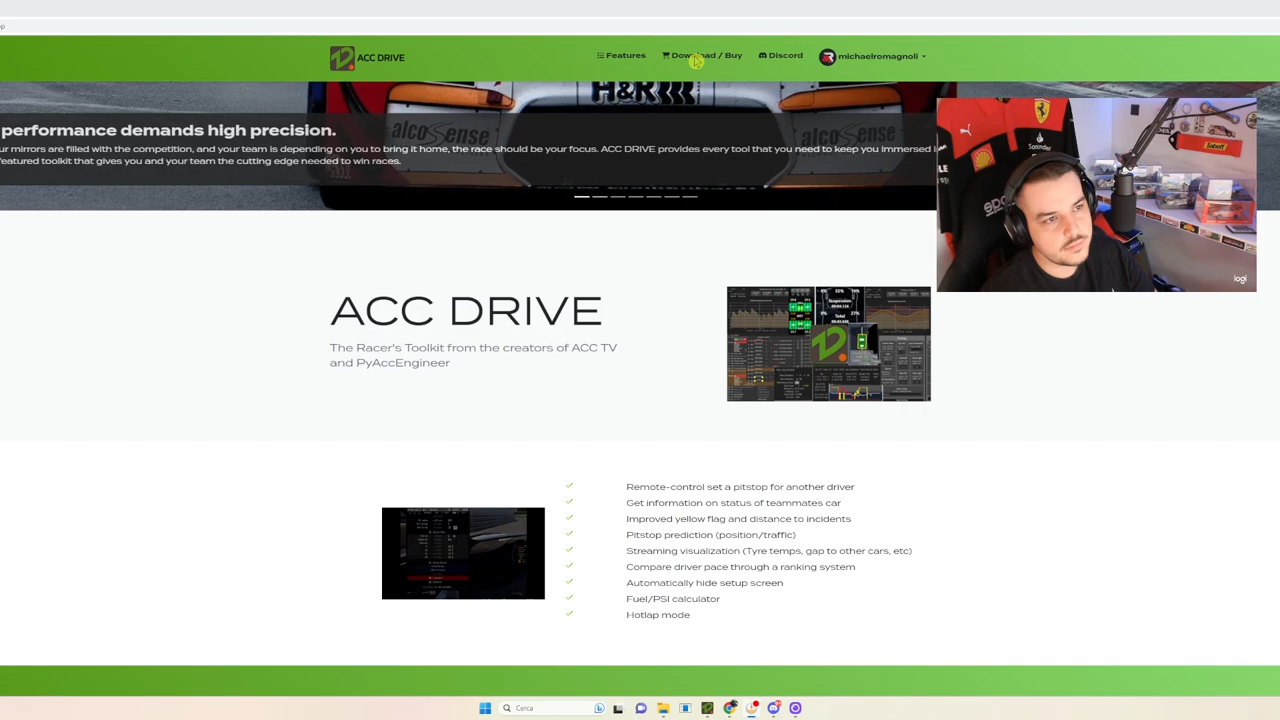 ACC DRIVE
Features
Download / Buy
Discord
michaelromagnoli
H&R
alcosense
alcosense
performance demands high precision.
ur mirrors are filled with the competition, and your team is depending on you to bring it home, the race should be your focus. ACC DRIVE provides every tool that you need to keep you immersed
featured toolkit that gives you and your team the cutting edge needed to win races.
Santander
logi
ACC DRIVE
The Racer's Toolkit from the creators of ACC TV
and PyAccEngineer
Suspension
Total
Remote-control set a pitstop for another driver
Get information on status of teammates car
Improved yellow flag and distance to incidents
Pitstop prediction (position/traffic)
Streaming visualization (Tyre temps, gap to other cars, etc)
Compare driver pace through a ranking system
Automatically hide setup screen
Fuel/PSI calculator
Hotlap mode
Cerca